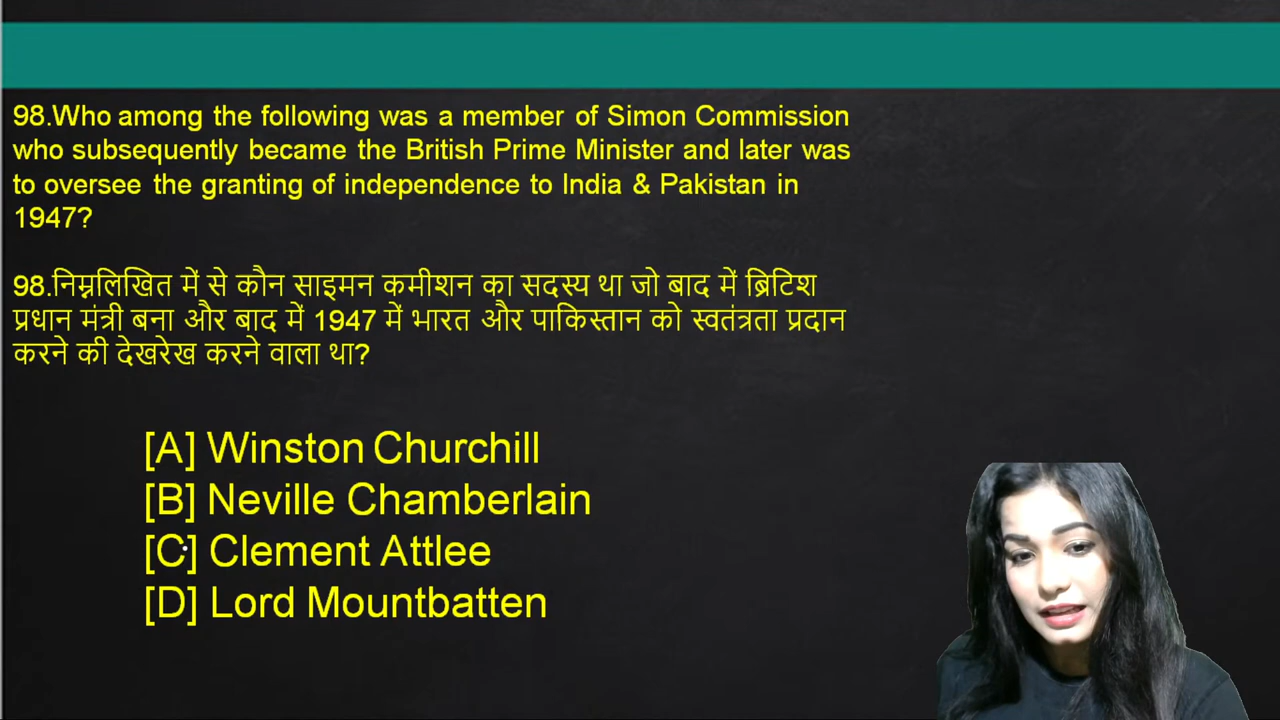 98.Who among the following was a member of Simon Commission
who subsequently became the British Prime Minister and later was
to oversee the granting of independence to India & Pakistan in
1947?
98.निम्नलिखित में से कौन साइमन कमीशन का सदस्य था जो बाद में ब्रिटिश
प्रधान मंत्री बना और बाद में 1947 में भारत और पाकिस्तान को स्वतंत्रता प्रदान
करने की देखरेख करने वाला था?
[A] Winston Churchill
[B] Neville Chamberlain
[C] Clement Attlee
[D] Lord Mountbatten